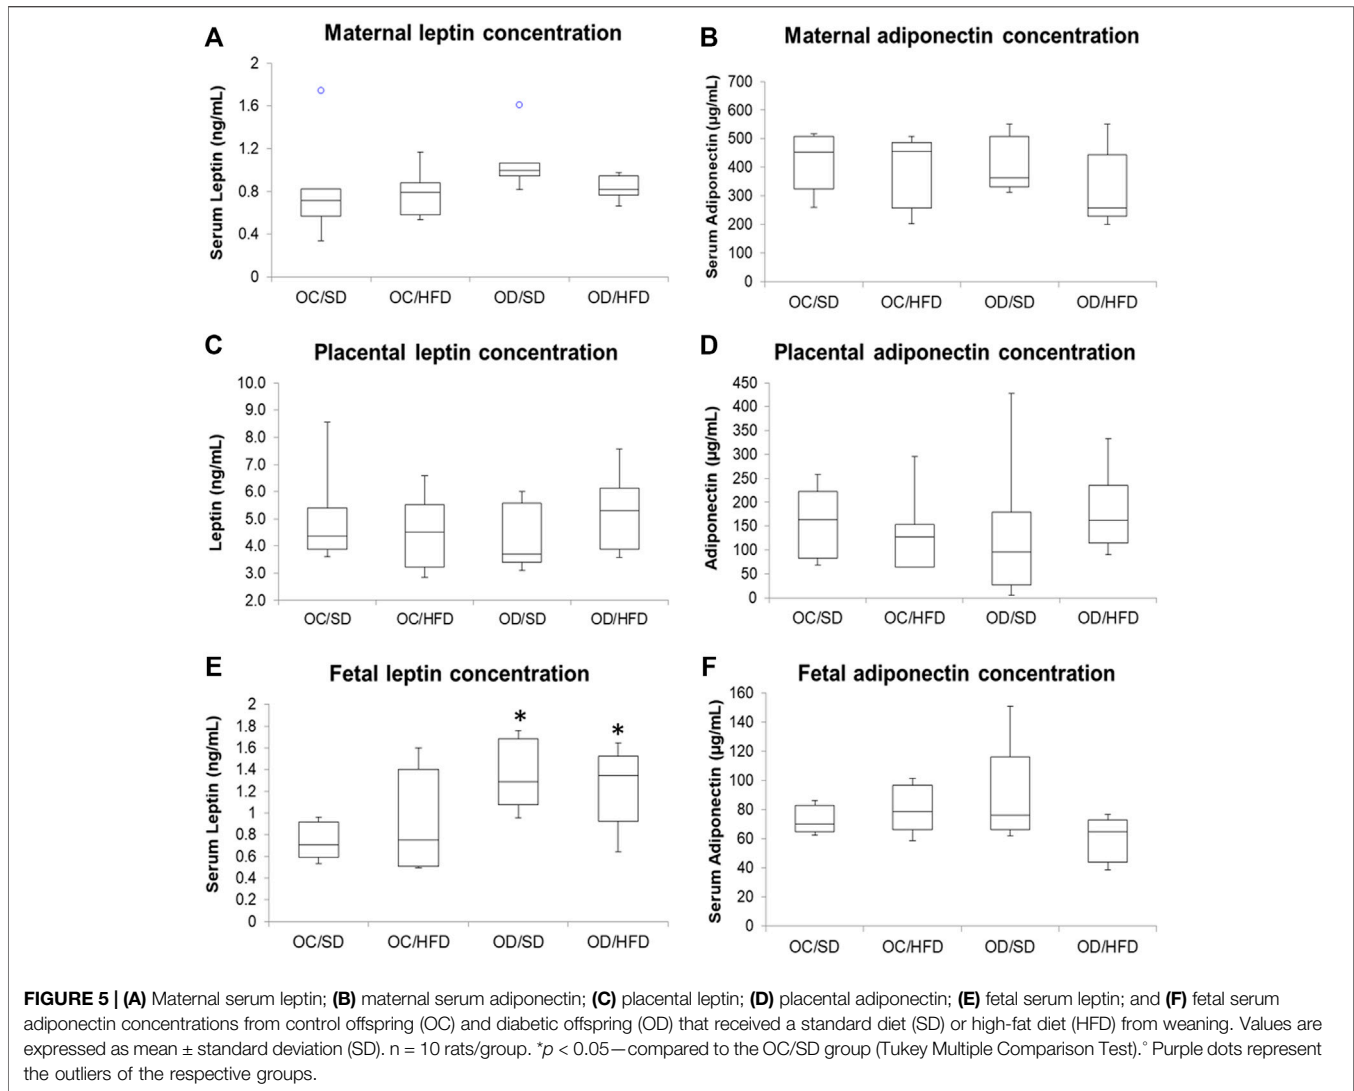 A
Maternal leptin concentration
Serum Leptin (ng/mL)
2
1.6
1.2
0.8
0.4
0
OC/SD OC/HFD OD/SD OD/HFD
B
Maternal adiponectin concentration
Serum Adiponectin (µg/mL)
700
600
500
400
300
200
100
0
OC/SD OC/HFD OD/SD OD/HFD
C
Placental leptin concentration
Leptin (ng/mL)
10.0
9.0
8.0
7.0
6.0
5.0
4.0
3.0
2.0
OC/SD OC/HFD OD/SD OD/HFD
D
Placental adiponectin concentration
Adiponectin (µg/mL)
450
400
350
300
250
200
150
100
50
0
OC/SD OC/HFD OD/SD OD/HFD
E
Fetal leptin concentration
Serum Leptin (ng/mL)
2
1.8
1.6
1.4
1.2
1
0.8
0.6
0.4
0.2
0
* *
OC/SD OC/HFD OD/SD OD/HFD
F
Fetal adiponectin concentration
Serum Adiponectin (µg/mL)
160
140
120
100
80
60
40
20
0
OC/SD OC/HFD OD/SD OD/HFD
FIGURE 5 | (A) Maternal serum leptin; (B) maternal serum adiponectin; (C) placental leptin; (D) placental adiponectin; (E) fetal serum leptin; and (F) fetal serum
adiponectin concentrations from control offspring (OC) and diabetic offspring (OD) that received a standard diet (SD) or high-fat diet (HFD) from weaning. Values are
expressed as mean ± standard deviation (SD). n = 10 rats/group. *p < 0.05—compared to the OC/SD group (Tukey Multiple Comparison Test).° Purple dots represent
the outliers of the respective groups.